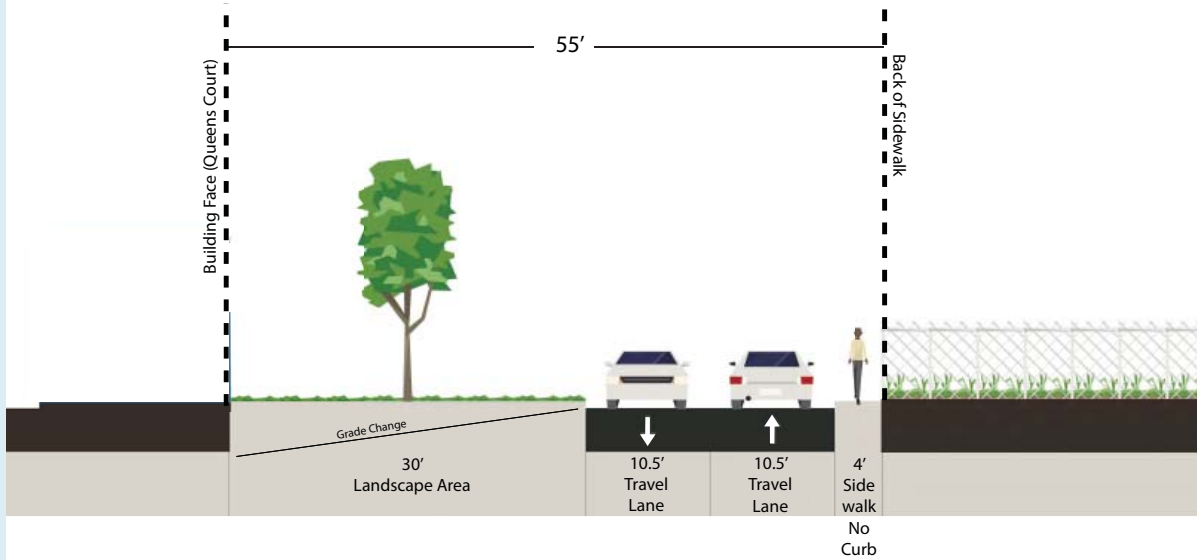 55’
Building Face (Queens Court)
Back of Sidewalk
Grade Change
30’
Landscape Area
10.5’
Travel
Lane
10.5’
Travel
Lane
4’
Side
walk
No
Curb